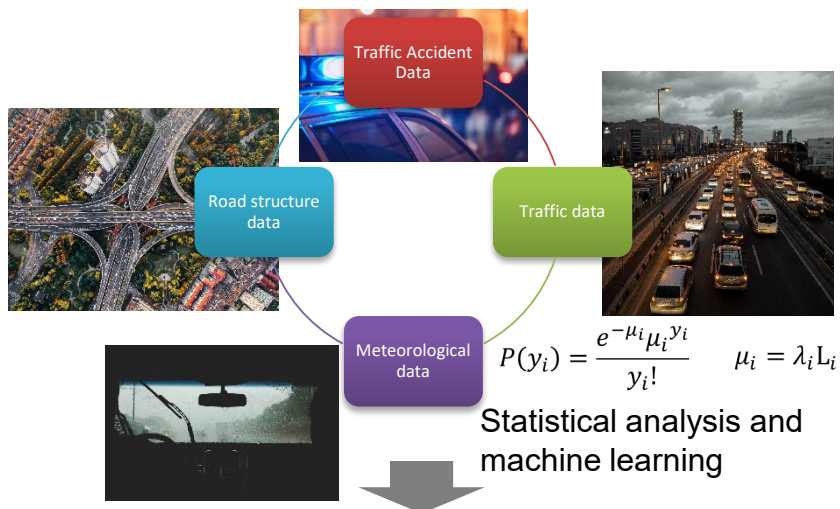 Traffic Accident
Data
Road structure
data
Traffic data
Meteorological
data
P(y_i) = \frac{e^{-μ_i} μ_i^{y_i}}{y_i!}    μ_i = λ_i L_i
Statistical analysis and
machine learning